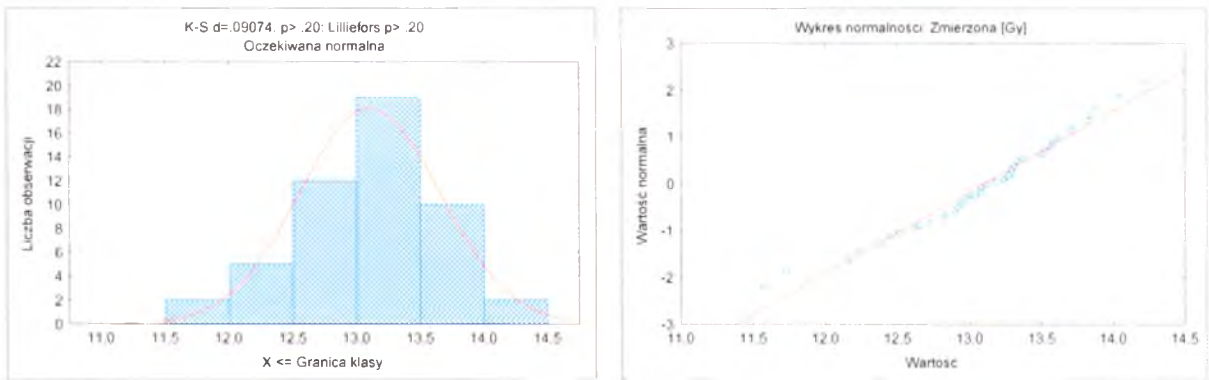 K-S d=.09074. p> .20: Lilliefors p> .20
Oczekiwana normalna
22
20
18
16
14
12
10
8
6
4
2
0
Liczba obserwacji
11.0 11.5 12.0 12.5 13.0 13.5 14.0 14.5
X <= Granica klasy
Wykres normalności: Zmierzona [Gy]
3
2
1
0
-1
-2
-3
Wartość normalna
11.0 11.5 12.0 12.5 13.0 13.5 14.0 14.5
Wartość